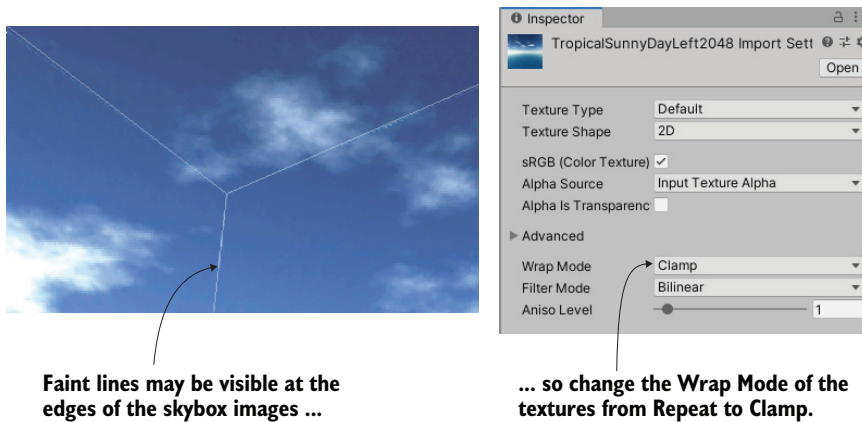 Inspector
TropicalSunnyDayLeft2048 Import Sett
Open
Texture Type Default
Texture Shape 2D
sRGB (Color Texture)
Alpha Source Input Texture Alpha
Alpha Is Transparenc
Advanced
Wrap Mode Clamp
Filter Mode Bilinear
Aniso Level 1
Faint lines may be visible at the
edges of the skybox images ...
... so change the Wrap Mode of the
textures from Repeat to Clamp.